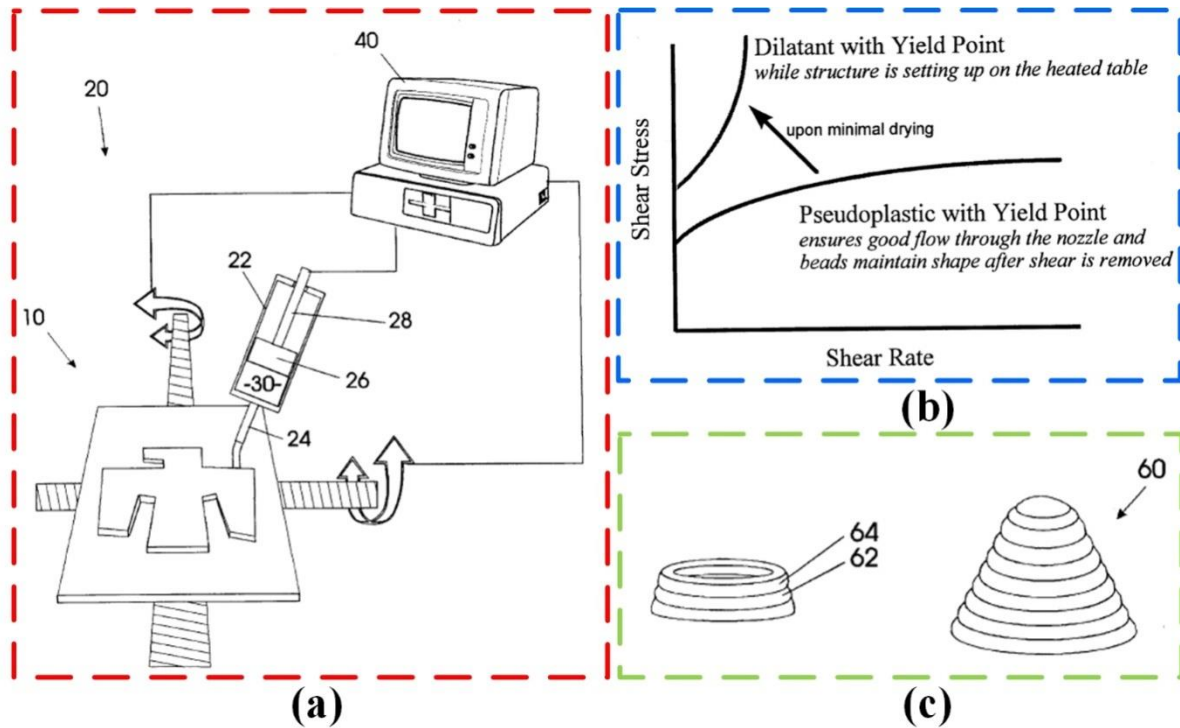 40
20
22
28
10
26
-30-
24
(a)
Dilatant with Yield Point
while structure is setting up on the heated table
upon minimal drying
Shear Stress
Pseudoplastic with Yield Point
ensures good flow through the nozzle and
beads maintain shape after shear is removed
Shear Rate
(b)
60
64
62
(c)